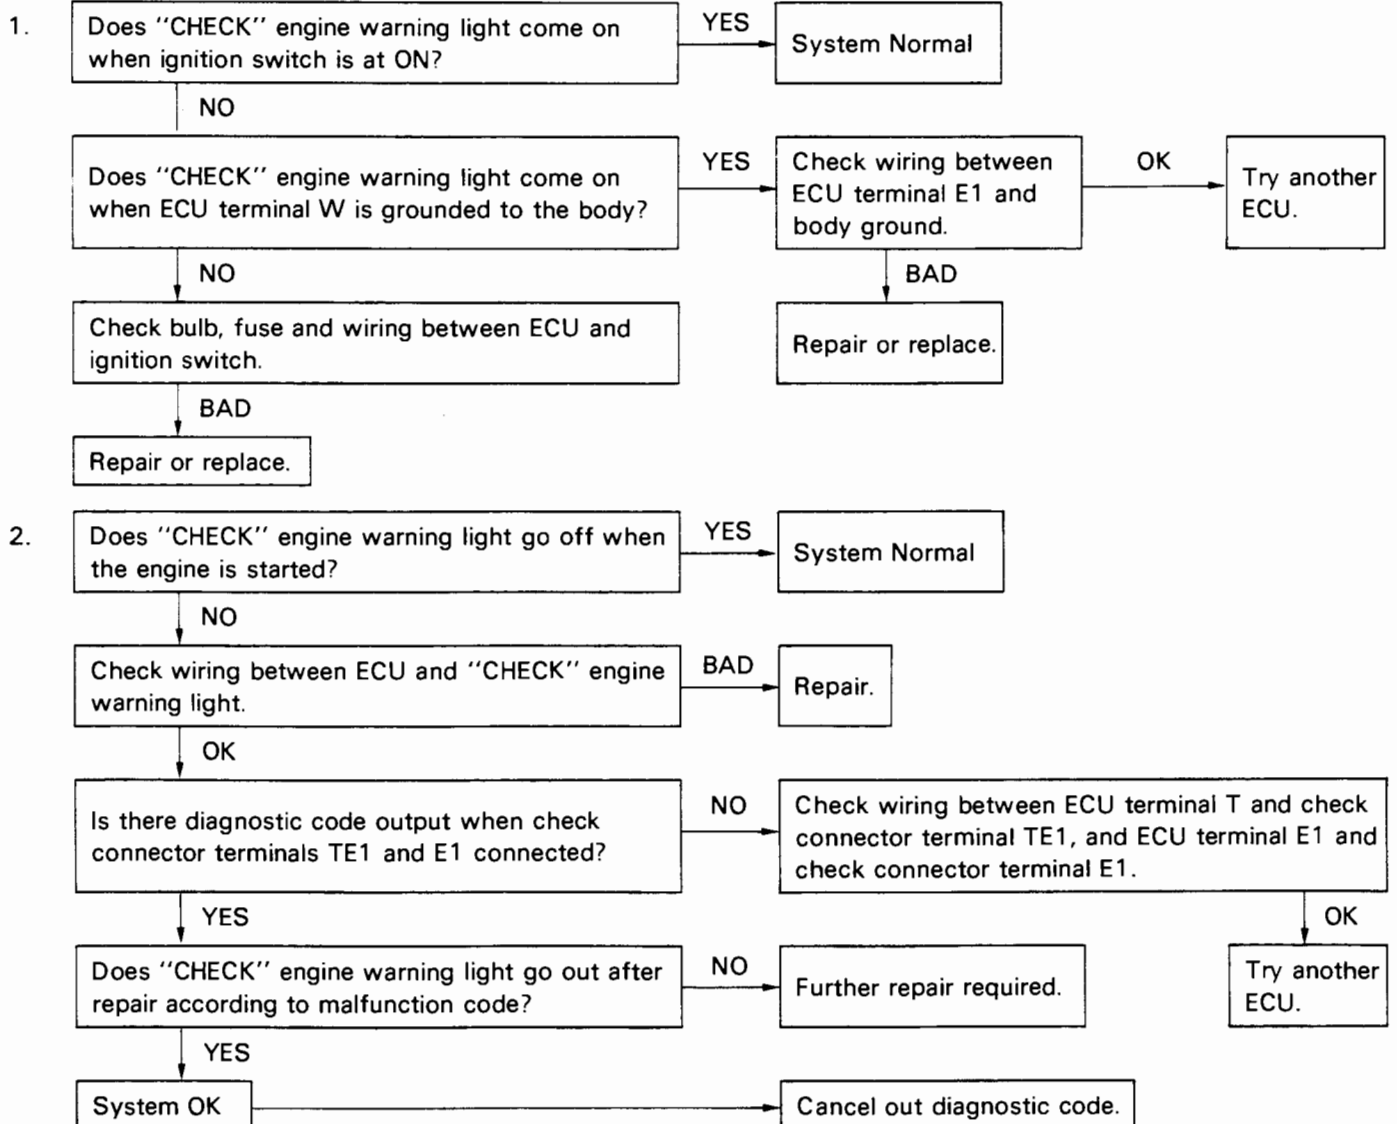 1.
Does "CHECK" engine warning light come on
when ignition switch is at ON?
YES
System Normal
NO
Does "CHECK" engine warning light come on
when ECU terminal W is grounded to the body?
YES
Check wiring between
ECU terminal E1 and
body ground.
OK
Try another
ECU.
NO
BAD
Check bulb, fuse and wiring between ECU and
ignition switch.
Repair or replace.
BAD
Repair or replace.
2.
Does "CHECK" engine warning light go off when
the engine is started?
YES
System Normal
NO
Check wiring between ECU and "CHECK" engine
warning light.
BAD
Repair.
OK
Is there diagnostic code output when check
connector terminals TE1 and E1 connected?
NO
Check wiring between ECU terminal T and check
connector terminal TE1, and ECU terminal E1 and
check connector terminal E1.
YES
OK
Does "CHECK" engine warning light go out after
repair according to malfunction code?
NO
Further repair required.
Try another
ECU.
YES
System OK
Cancel out diagnostic code.